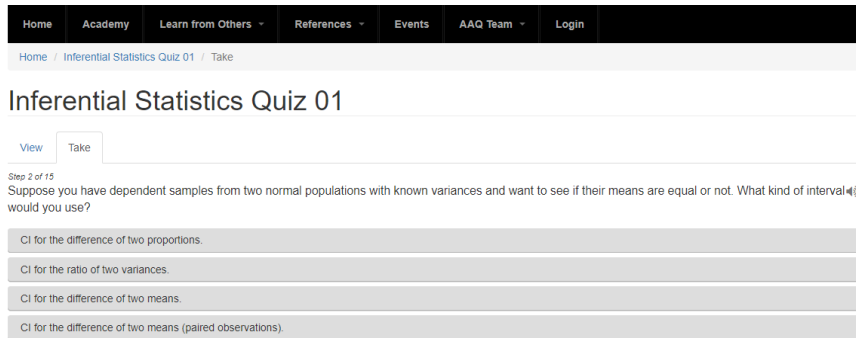 Home Academy Learn from Others References Events AAQ Team Login
Home / Inferential Statistics Quiz 01 / Take
Inferential Statistics Quiz 01
View Take
Step 2 of 15
Suppose you have dependent samples from two normal populations with known variances and want to see if their means are equal or not. What kind of interval
would you use?
CI for the difference of two proportions.
CI for the ratio of two variances.
CI for the difference of two means.
CI for the difference of two means (paired observations).